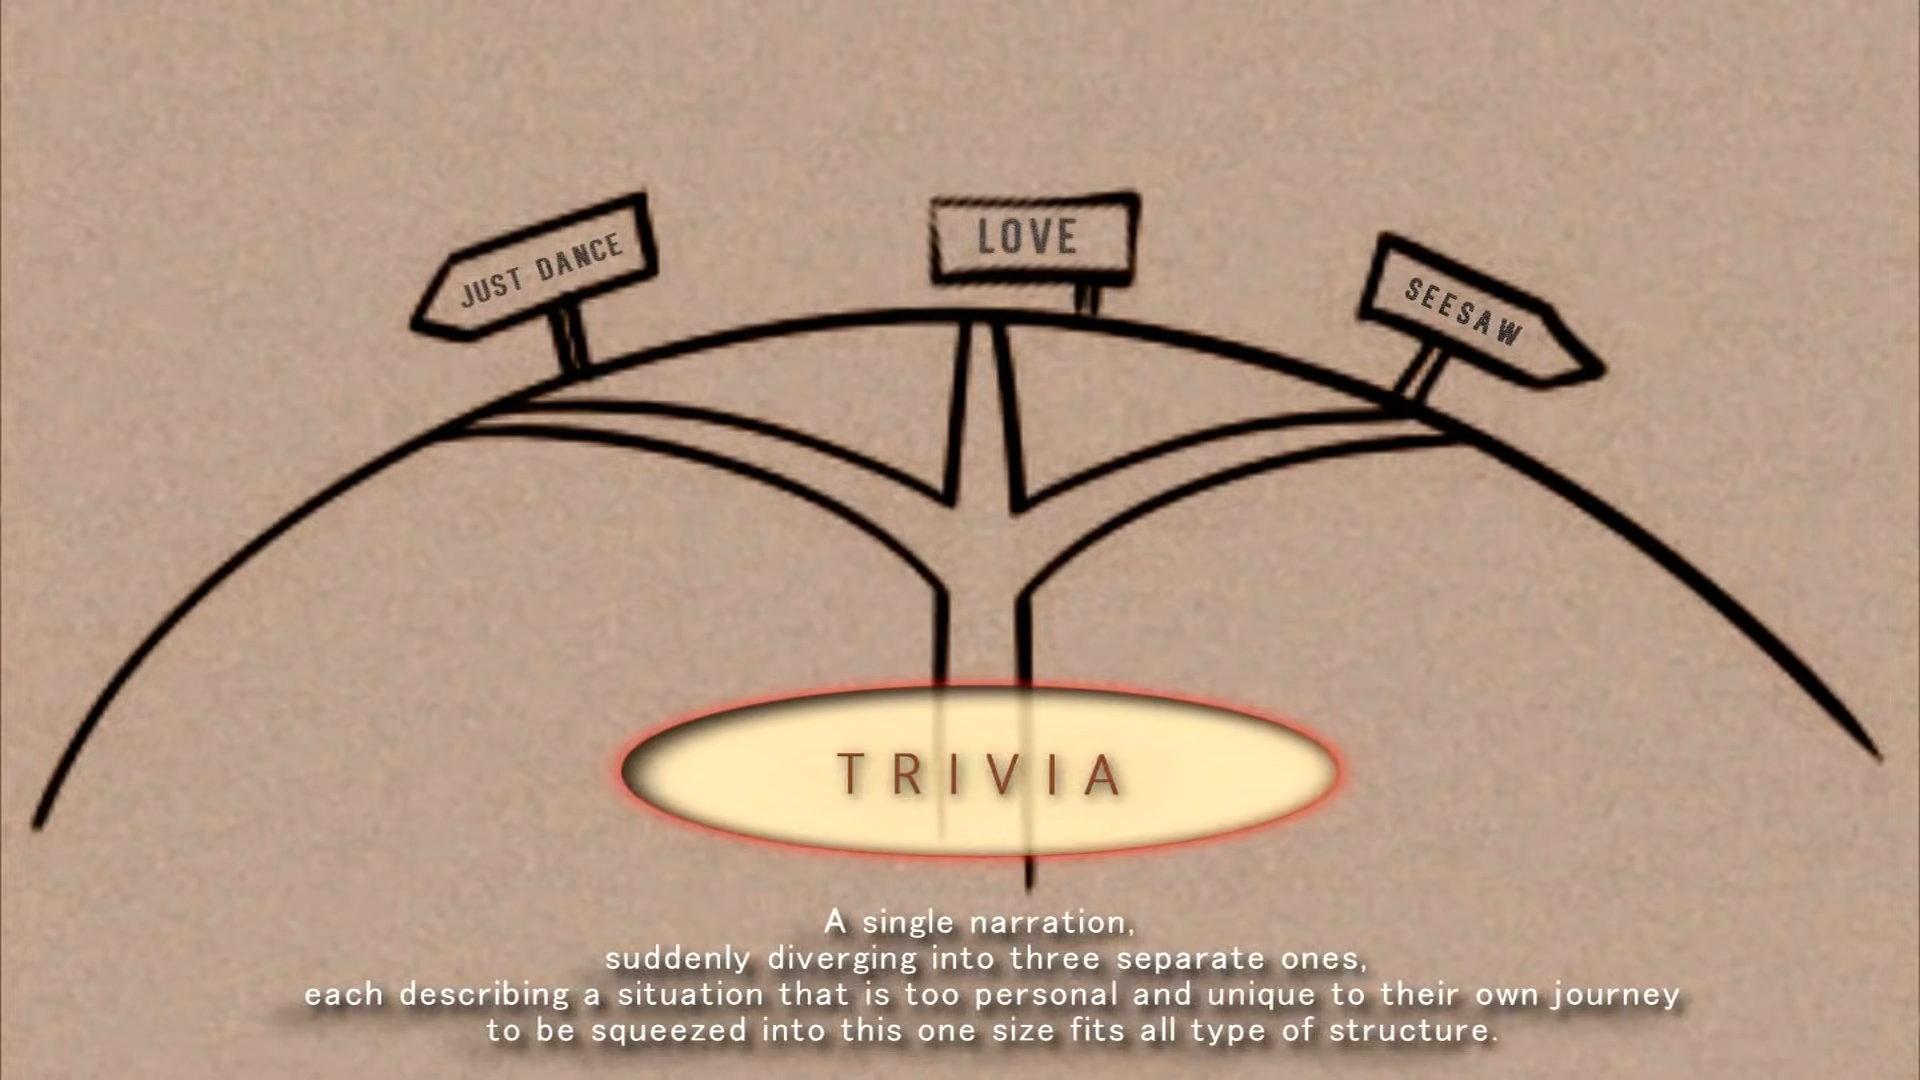 JUST DANCE
LOVE
SEESAW
TRIVIA
A single narration,
suddenly diverging into three separate ones,
each describing a situation that is too personal and unique to their own journey
to be squeezed into this one size fits all type of structure.